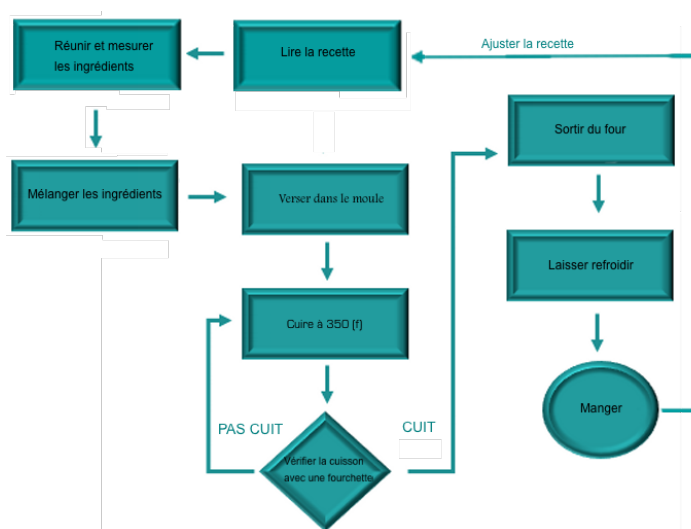 Lire la recette
Réunir et mesurer
les ingrédients
Mélanger les ingrédients
Verser dans le moule
Cuire à 350 (f)
Vérifier la cuisson
avec une fourchette
PAS CUIT
CUIT
Sortir du four
Laisser refroidir
Manger
Ajuster la recette